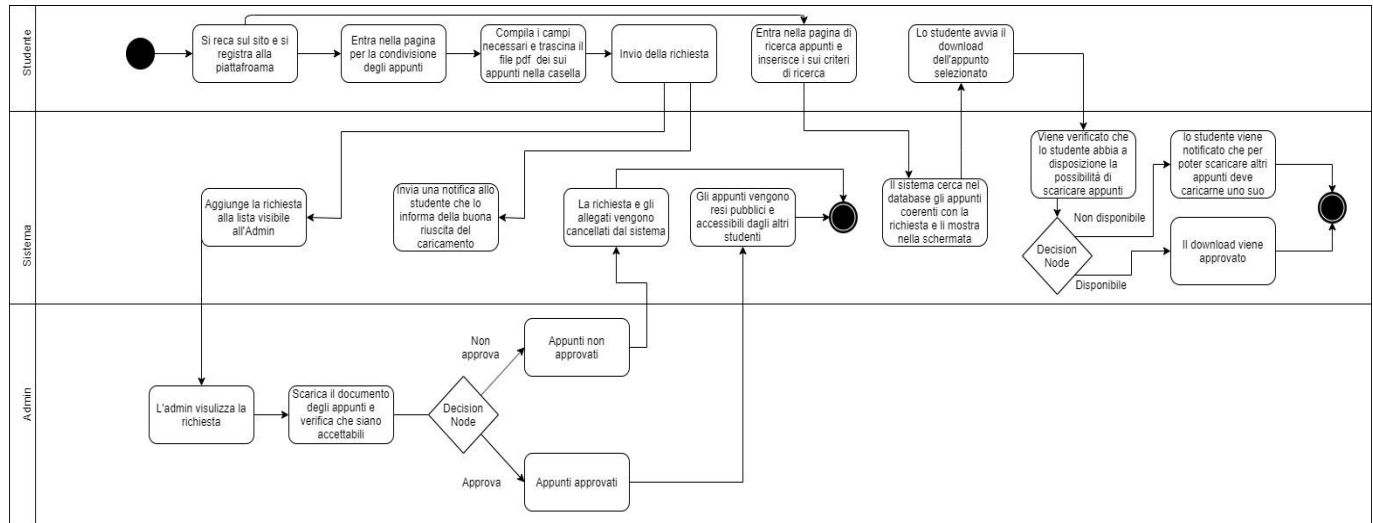 Studente
Si reca sul sito e si
registra alla
piattafroama
Entra nella pagina
per la condivisione
degli appunti
Compila i campi
necessari e trascina il
file pdf dei sui
appunti nella casella
Invio della richiesta
Entra nella pagina di
ricerca appunti e
inserisce i sui criteri
di ricerca
Lo studente avvia il
download
dell'appunto
selezionato
Sistema
Aggiunge la richiesta
alla lista visibile
all'Admin
Invia una notifica allo
studente che lo
informa della buona
riuscita del
caricamento
La richiesta e gli
allegati vengono
cancellati dal sistema
Gli appunti vengono
resi pubblici e
accessibili dagli altri
studenti
Il sistema cerca nel
database gli appunti
coerenti con la
richiesta e li mostra
nella schermata
Viene verificato che
lo studente abbia a
disposizione la
possibilitá di
scaricare appunti
lo studente viene
notificato che per
poter scaricare altri
appunti deve
caricarne uno suo
Non disponibile
Decision
Node
Disponibile
Il download viene
approvato
Admin
L'admin visulizza la
richiesta
Scarica il documento
degli appunti e
verifica che siano
accettabili
Decision
Node
Non
approva
Appunti non
approvati
Approva
Appunti approvati